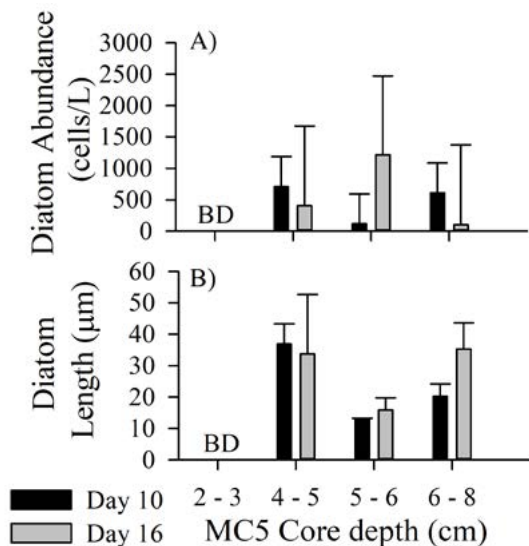 A)
Diatom Abundance
(cells/L)
3000
2500
2000
1500
1000
500
0
BD
B)
Diatom
Length (µm)
60
50
40
30
20
10
0
BD
2 - 3 4 - 5 5 - 6 6 - 8
MC5 Core depth (cm)
Day 10
Day 16